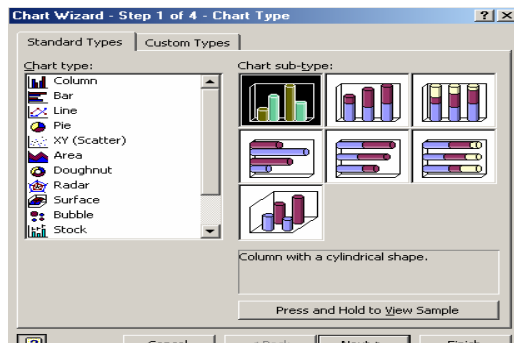 Chart Wizard - Step 1 of 4 - Chart Type
Standard Types
Custom Types
Chart type:
Column
Bar
Line
Pie
XY (Scatter)
Area
Doughnut
Radar
Surface
Bubble
Stock
Chart sub-type:
Column with a cylindrical shape.
Press and Hold to View Sample
Cancel
< Back
Next >
Finish